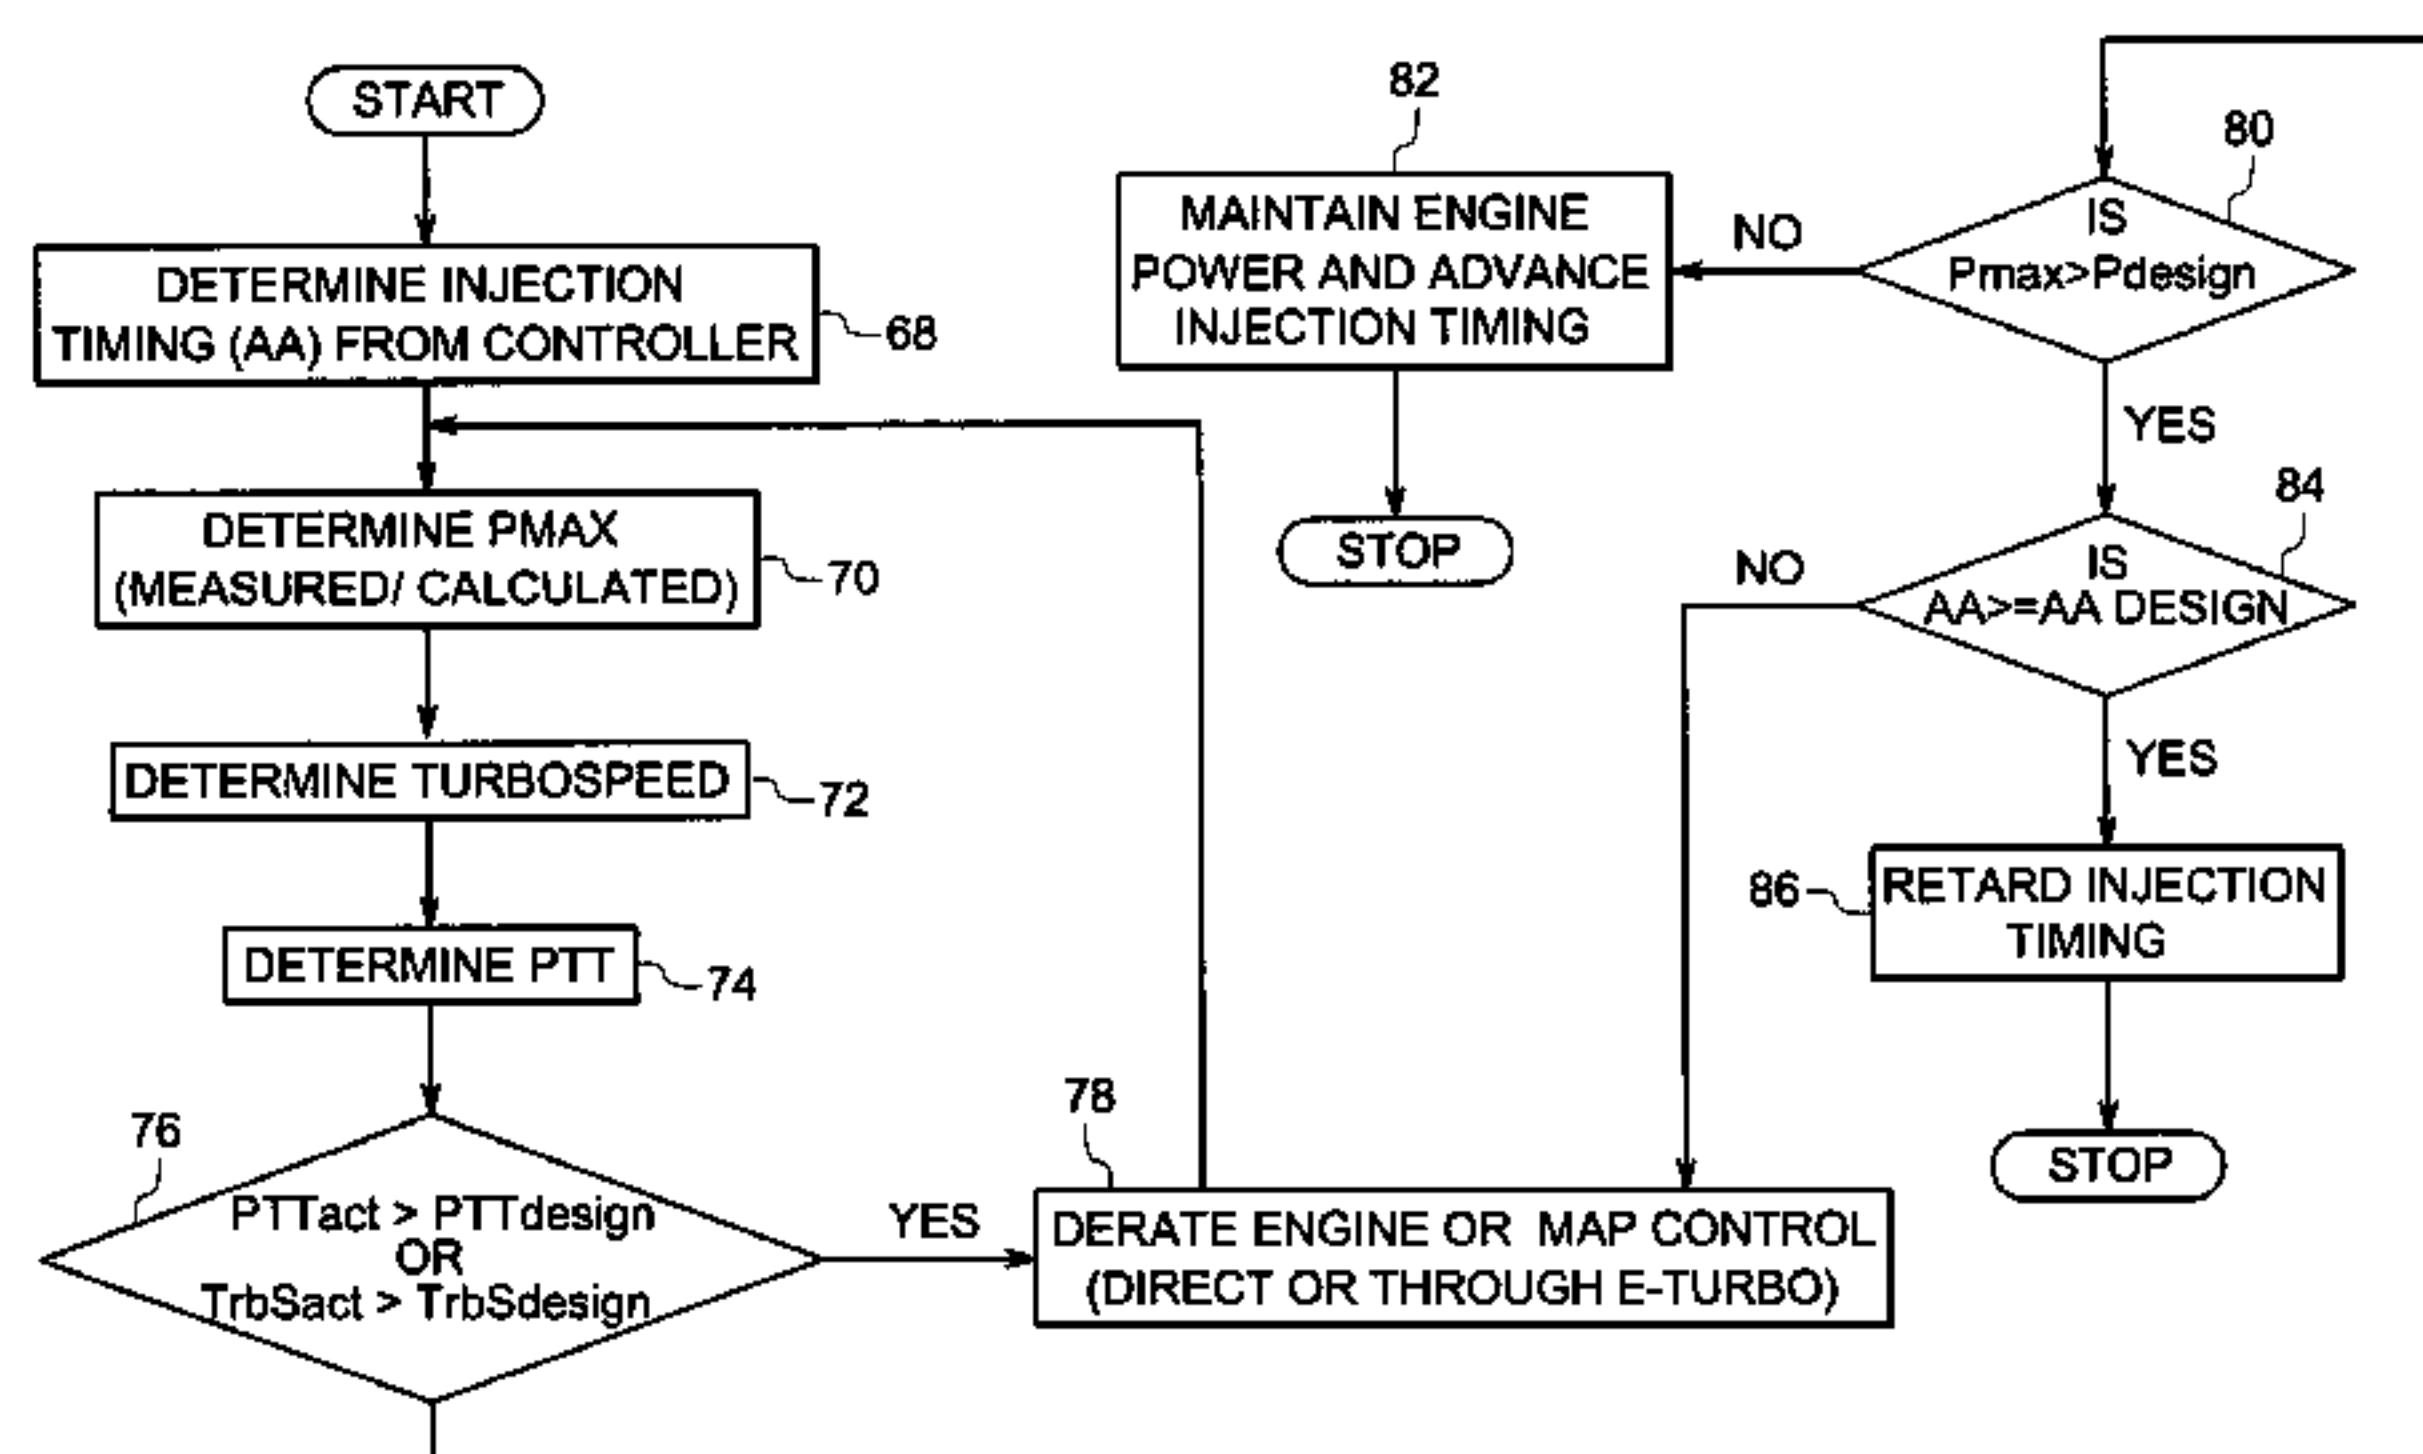 START
DETERMINE INJECTION
TIMING (AA) FROM CONTROLLER
68
DETERMINE PMAX
(MEASURED/ CALCULATED)
70
DETERMINE TURBOSPEED
72
DETERMINE PTT
74
76
PTTact > PTTdesign
OR
TrbSact > TrbSdesign
YES
78
DERATE ENGINE OR MAP CONTROL
(DIRECT OR THROUGH E-TURBO)
80
IS
Pmax>Pdesign
NO
82
MAINTAIN ENGINE
POWER AND ADVANCE
INJECTION TIMING
STOP
YES
84
IS
AA>=AA DESIGN
NO
YES
86
RETARD INJECTION
TIMING
STOP